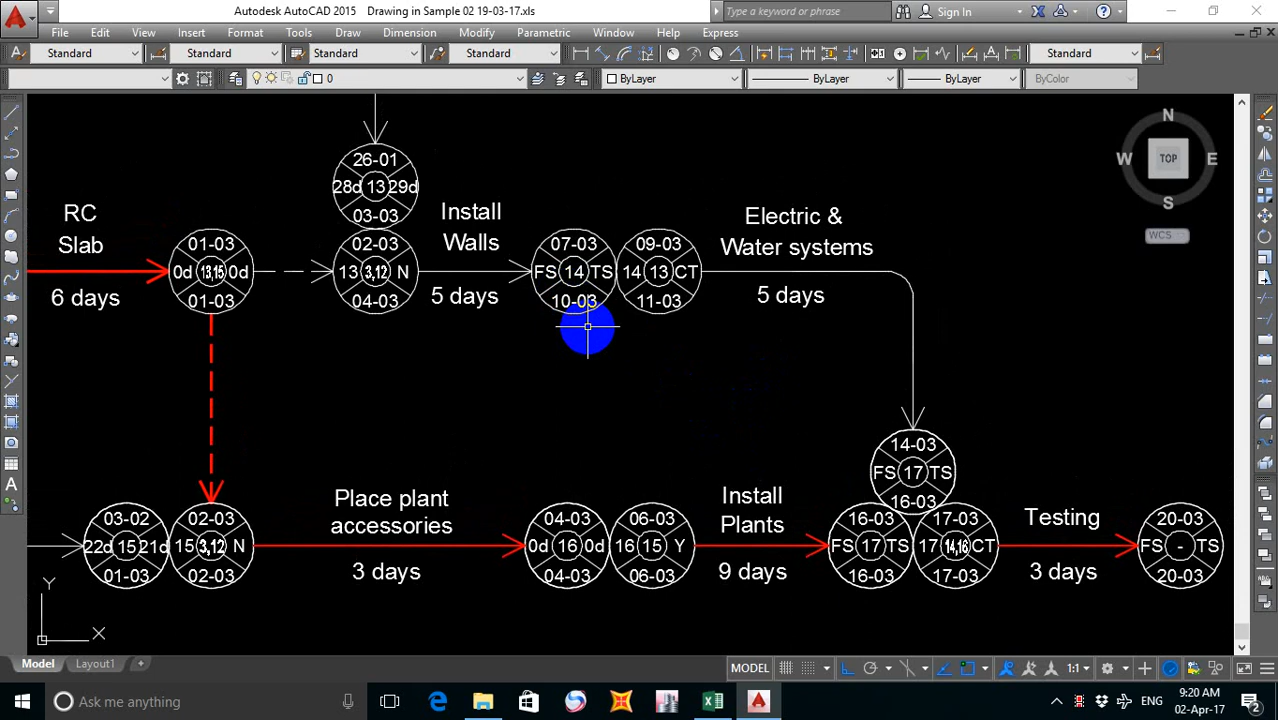 Autodesk AutoCAD 2015 Drawing in Sample 02 19-03-17.xls
Type a keyword or phrase
Sign In
File Edit View Insert Format Tools Draw Dimension Modify Parametric Window Help Express
Standard Standard Standard Standard Standard
0 ByLayer ByLayer ByLayer ByColor
N
W TOP E
S
WCS
26-01
28d 13 29d
03-03
RC
Slab
6 days
01-03
0d 13,15 0d
01-03
02-03
13 3,12 N
04-03
Install
Walls
5 days
07-03
FS 14 TS
10-03
09-03
14 13 CT
11-03
Electric &
Water systems
5 days
14-03
FS 17 TS
16-03
03-02
22d 15 21d
01-03
02-03
15 3,12 N
02-03
Place plant
accessories
3 days
04-03
0d 16 0d
04-03
06-03
16 15 Y
06-03
Install
Plants
9 days
16-03
FS 17 TS
16-03
17-03
17 14,16 CT
17-03
Testing
3 days
20-03
FS - TS
20-03
Y
X
Model Layout1 +
MODEL 1:1
Ask me anything
ENG
9:20 AM
02-Apr-17
2